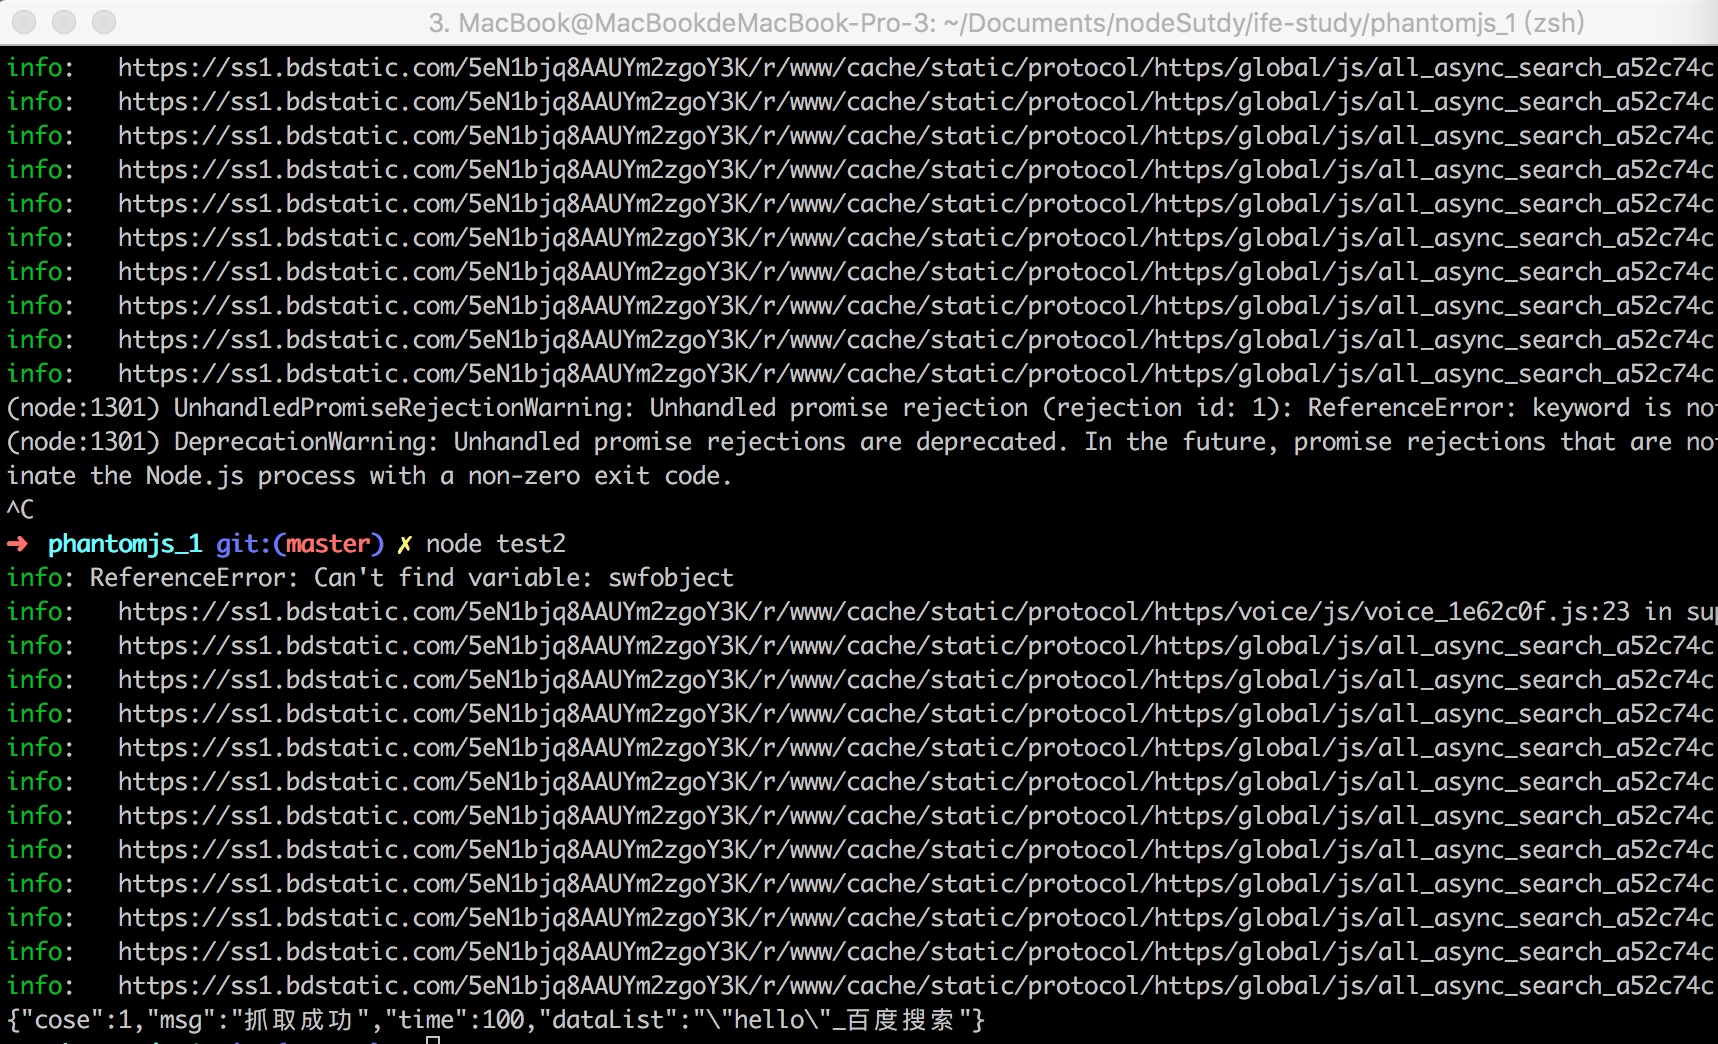 3. MacBook@MacBookdeMacBook-Pro-3: ~/Documents/nodeSutdy/ife-study/phantomjs_1 (zsh)
info:   https://ss1.bdstatic.com/5eN1bjq8AAUYm2zgoY3K/r/www/cache/static/protocol/https/global/js/all_async_search_a52c74c
info:   https://ss1.bdstatic.com/5eN1bjq8AAUYm2zgoY3K/r/www/cache/static/protocol/https/global/js/all_async_search_a52c74c
info:   https://ss1.bdstatic.com/5eN1bjq8AAUYm2zgoY3K/r/www/cache/static/protocol/https/global/js/all_async_search_a52c74c
info:   https://ss1.bdstatic.com/5eN1bjq8AAUYm2zgoY3K/r/www/cache/static/protocol/https/global/js/all_async_search_a52c74c
info:   https://ss1.bdstatic.com/5eN1bjq8AAUYm2zgoY3K/r/www/cache/static/protocol/https/global/js/all_async_search_a52c74c
info:   https://ss1.bdstatic.com/5eN1bjq8AAUYm2zgoY3K/r/www/cache/static/protocol/https/global/js/all_async_search_a52c74c
info:   https://ss1.bdstatic.com/5eN1bjq8AAUYm2zgoY3K/r/www/cache/static/protocol/https/global/js/all_async_search_a52c74c
info:   https://ss1.bdstatic.com/5eN1bjq8AAUYm2zgoY3K/r/www/cache/static/protocol/https/global/js/all_async_search_a52c74c
info:   https://ss1.bdstatic.com/5eN1bjq8AAUYm2zgoY3K/r/www/cache/static/protocol/https/global/js/all_async_search_a52c74c
info:   https://ss1.bdstatic.com/5eN1bjq8AAUYm2zgoY3K/r/www/cache/static/protocol/https/global/js/all_async_search_a52c74c
(node:1301) UnhandledPromiseRejectionWarning: Unhandled promise rejection (rejection id: 1): ReferenceError: keyword is no
(node:1301) DeprecationWarning: Unhandled promise rejections are deprecated. In the future, promise rejections that are no
inate the Node.js process with a non-zero exit code.
^C
➜ phantomjs_1 git:(master) ✗ node test2
info: ReferenceError: Can't find variable: swfobject
info:   https://ss1.bdstatic.com/5eN1bjq8AAUYm2zgoY3K/r/www/cache/static/protocol/https/voice/js/voice_1e62c0f.js:23 in su
info:   https://ss1.bdstatic.com/5eN1bjq8AAUYm2zgoY3K/r/www/cache/static/protocol/https/global/js/all_async_search_a52c74c
info:   https://ss1.bdstatic.com/5eN1bjq8AAUYm2zgoY3K/r/www/cache/static/protocol/https/global/js/all_async_search_a52c74c
info:   https://ss1.bdstatic.com/5eN1bjq8AAUYm2zgoY3K/r/www/cache/static/protocol/https/global/js/all_async_search_a52c74c
info:   https://ss1.bdstatic.com/5eN1bjq8AAUYm2zgoY3K/r/www/cache/static/protocol/https/global/js/all_async_search_a52c74c
info:   https://ss1.bdstatic.com/5eN1bjq8AAUYm2zgoY3K/r/www/cache/static/protocol/https/global/js/all_async_search_a52c74c
info:   https://ss1.bdstatic.com/5eN1bjq8AAUYm2zgoY3K/r/www/cache/static/protocol/https/global/js/all_async_search_a52c74c
info:   https://ss1.bdstatic.com/5eN1bjq8AAUYm2zgoY3K/r/www/cache/static/protocol/https/global/js/all_async_search_a52c74c
info:   https://ss1.bdstatic.com/5eN1bjq8AAUYm2zgoY3K/r/www/cache/static/protocol/https/global/js/all_async_search_a52c74c
info:   https://ss1.bdstatic.com/5eN1bjq8AAUYm2zgoY3K/r/www/cache/static/protocol/https/global/js/all_async_search_a52c74c
info:   https://ss1.bdstatic.com/5eN1bjq8AAUYm2zgoY3K/r/www/cache/static/protocol/https/global/js/all_async_search_a52c74c
info:   https://ss1.bdstatic.com/5eN1bjq8AAUYm2zgoY3K/r/www/cache/static/protocol/https/global/js/all_async_search_a52c74c
{"cose":1,"msg":"抓取成功","time":100,"dataList":"\"hello\"_百度搜索"}